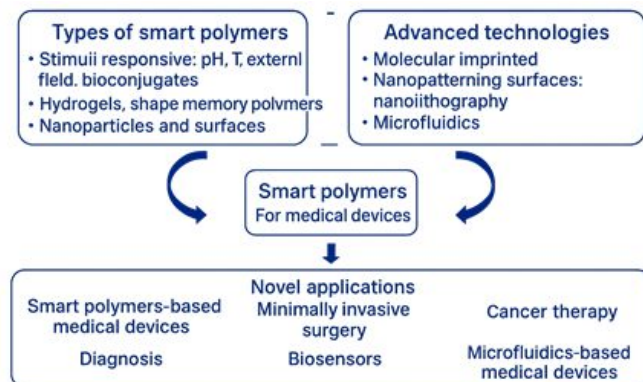 Types of smart polymers
• Stimuii responsive: pH, T, externl
fleld. bioconjugates
• Hydrogels, shape memory polvmers
• Nanoparticles and surfaces
Advanced technologies
• Molecular imprinted
• Nanopatterning surfaces:
nanoiithography
• Microfluidics
Smart polymers
For medical devices
Novel applications
Smart polymers-based
medical devices
Minimally invasive
surgery
Cancer therapy
Diagnosis
Biosensors
Microfluidics-based
medical devices